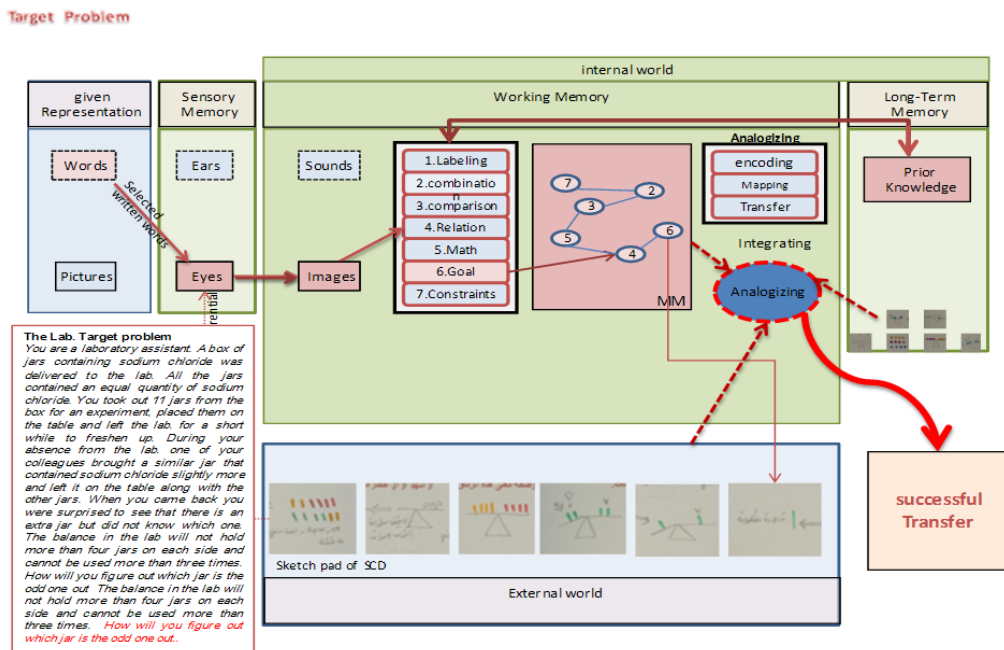 Target Problem
internal world
given
Representation
Sensory
Memory
Working Memory
Long-Term
Memory
Words
Ears
Sounds
Selected
written words
Pictures
Eyes
Images
1.Labeling
2.combinatio
n
3.comparison
4.Relation
5.Math
6.Goal
7.Constraints
7
2
3
5
4
6
MM
Analogizing
encoding
Mapping
Transfer
Integrating
Analogizing
Prior
Knowledge
rential
The Lab. Target problem
You are a laboratory assistant. A box of
jars containing sodium chloride was
delivered to the lab. All the jars
contained an equal quantity of sodium
chloride. You took out 11 jars from the
box for an experiment, placed them on
the table and left the lab. for a short
while to freshen up. During your
absence from the lab. one of your
colleagues brought a similar jar that
contained sodium chloride slightly more
and left it on the table along with the
other jars. When you came back you
were surprised to see that there is an
extra jar but did not know which one.
The balance in the lab will not hold
more than four jars on each side and
cannot be used more than three times.
How will you figure out which jar is the
odd one out The balance in the lab will
not hold more than four jars on each
side and cannot be used more than
three times. How will you figure out
which jar is the odd one out..
Sketch pad of SCD
External world
successful
Transfer